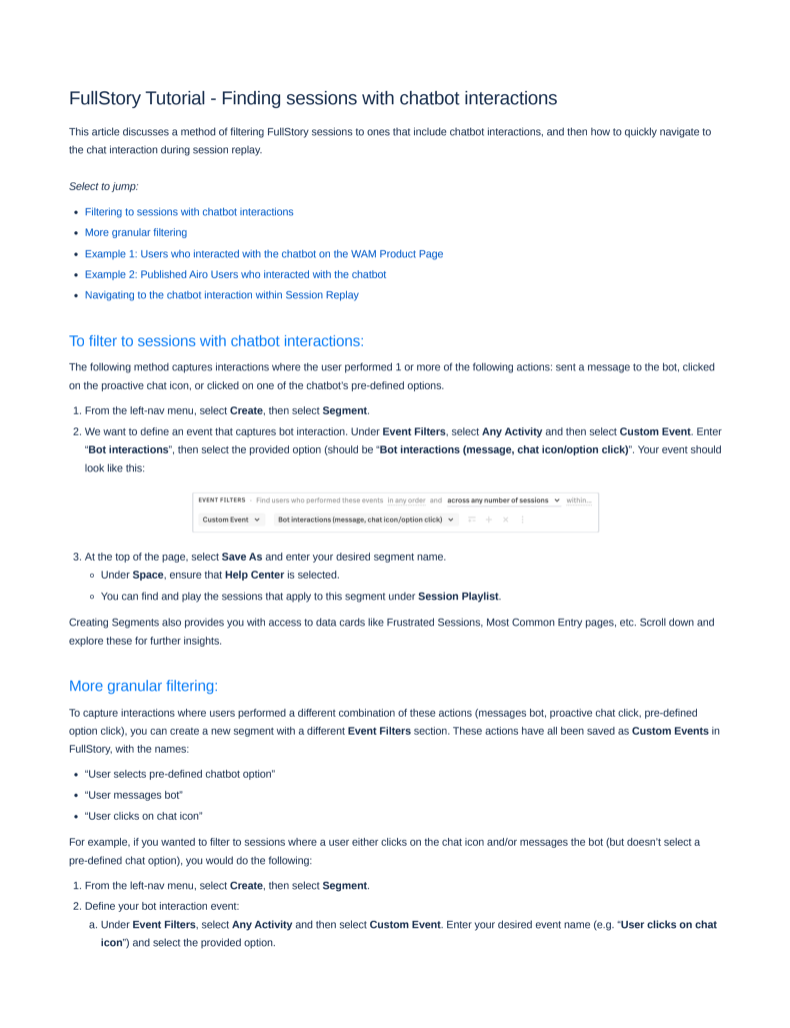 FullStory Tutorial - Finding sessions with chatbot interactions
This article discusses a method of filtering FullStory sessions to ones that include chatbot interactions, and then how to quickly navigate to
the chat interaction during session replay.
Select to jump:
• Filtering to sessions with chatbot interactions
• More granular filtering
• Example 1: Users who interacted with the chatbot on the WAM Product Page
• Example 2: Published Airo Users who interacted with the chatbot
• Navigating to the chatbot interaction within Session Replay
To filter to sessions with chatbot interactions:
The following method captures interactions where the user performed 1 or more of the following actions: sent a message to the bot, clicked
on the proactive chat icon, or clicked on one of the chatbot's pre-defined options.
1. From the left-nav menu, select Create, then select Segment.
2. We want to define an event that captures bot interaction. Under Event Filters, select Any Activity and then select Custom Event. Enter
“Bot interactions”, then select the provided option (should be “Bot interactions (message, chat icon/option click)”. Your event should
look like this:
EVENT FILTERS · Find users who performed these events in any order and across any number of sessions within...
Custom Event Bot interactions (message, chat icon/option click)
3. At the top of the page, select Save As and enter your desired segment name.
◦ Under Space, ensure that Help Center is selected.
◦ You can find and play the sessions that apply to this segment under Session Playlist.
Creating Segments also provides you with access to data cards like Frustrated Sessions, Most Common Entry pages, etc. Scroll down and
explore these for further insights.
More granular filtering:
To capture interactions where users performed a different combination of these actions (messages bot, proactive chat click, pre-defined
option click), you can create a new segment with a different Event Filters section. These actions have all been saved as Custom Events in
FullStory, with the names:
• “User selects pre-defined chatbot option”
• “User messages bot”
• “User clicks on chat icon”
For example, if you wanted to filter to sessions where a user either clicks on the chat icon and/or messages the bot (but doesn't select a
pre-defined chat option), you would do the following:
1. From the left-nav menu, select Create, then select Segment.
2. Define your bot interaction event:
a. Under Event Filters, select Any Activity and then select Custom Event. Enter your desired event name (e.g. “User clicks on chat
icon”) and select the provided option.